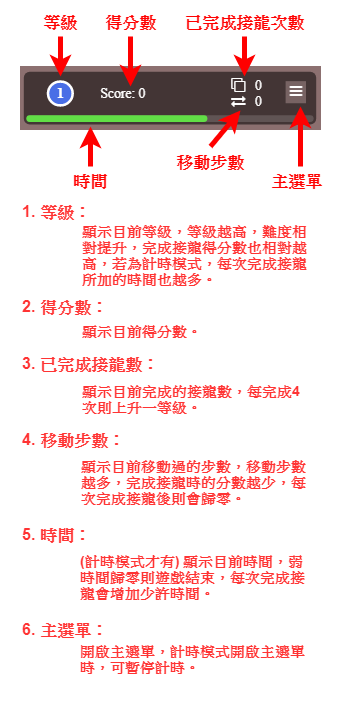 等級
得分數
已完成接龍次數
1
Score: 0
0
0
時間
移動步數
主選單
1. 等級：
顯示目前等級，等級越高，難度相
對提升，完成接龍得分數也相對越
高，若為計時模式，每次完成接龍
所加的時間也越多。
2. 得分數：
顯示目前得分數。
3. 已完成接龍數：
顯示目前完成的接龍數，每完成4
次則上升一等級。
4. 移動步數：
顯示目前移動過的步數，移動步數
越多，完成接龍時的分數越少，每
次完成接龍後則會歸零。
5. 時間：
(計時模式才有) 顯示目前時間，弱
時間歸零則遊戲結束，每次完成接
龍會增加少許時間。
6. 主選單：
開啟主選單，計時模式開啟主選單
時，可暫停計時。